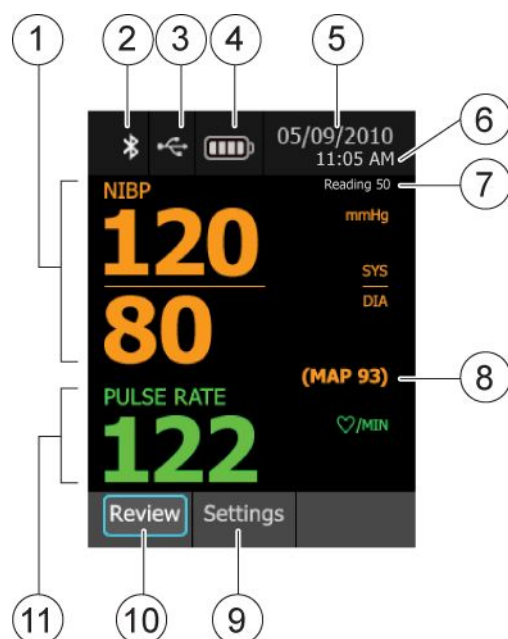 1 2 3 4 5
05/09/2010
11:05 AM 6
Reading 50 7
NIBP
mmHg
120
SYS
DIA
80
(MAP 93) 8
PULSE RATE
♡/MIN
122
Review Settings
11 10 9